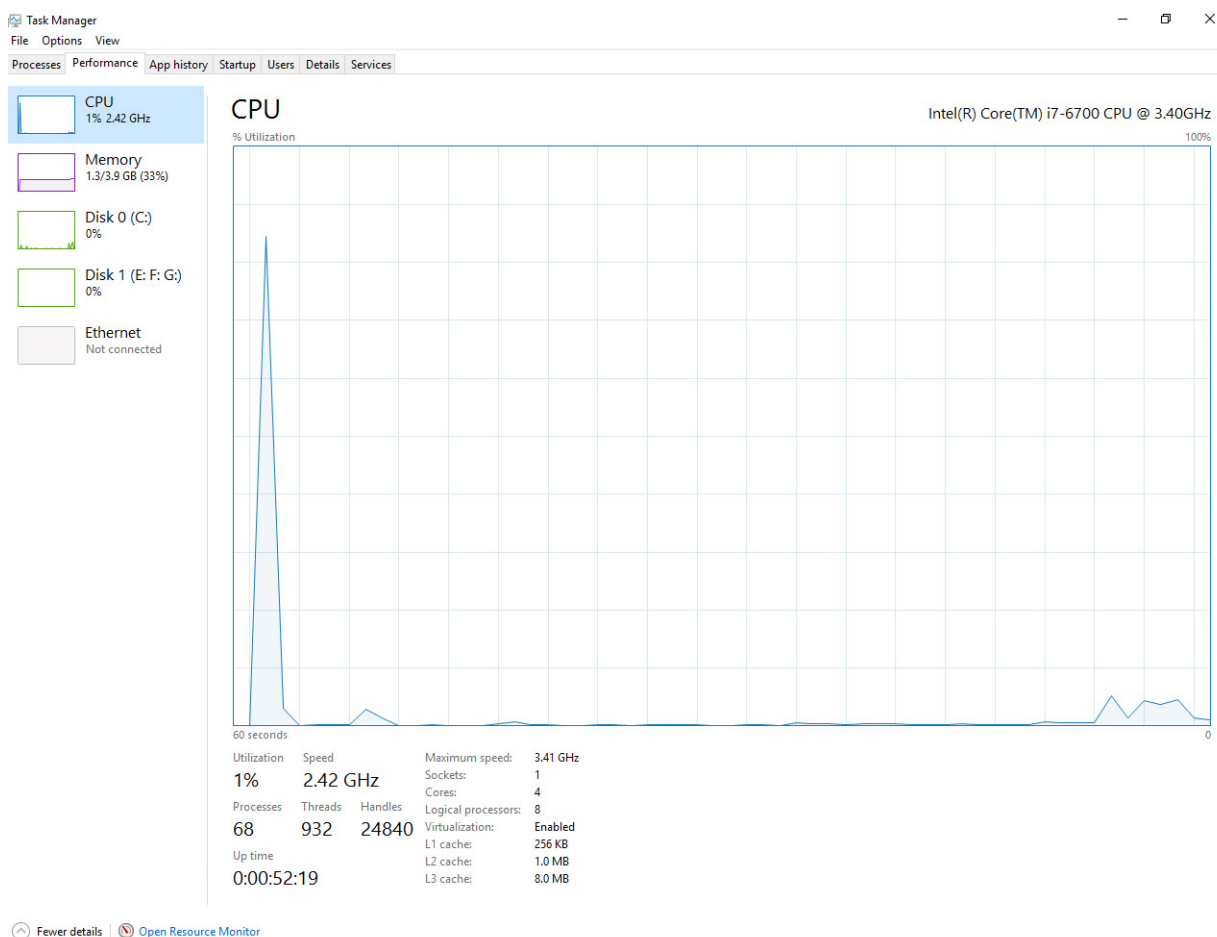 Task Manager
File Options View
Processes Performance App history Startup Users Details Services
CPU
1% 2.42 GHz
Memory
1.3/3.9 GB (33%)
Disk 0 (C:)
0%
Disk 1 (E: F: G:)
0%
Ethernet
Not connected
CPU
Intel(R) Core(TM) i7-6700 CPU @ 3.40GHz
% Utilization 100%
60 seconds 0
Utilization Speed
1% 2.42 GHz
Processes Threads Handles
68 932 24840
Up time
0:00:52:19
Maximum speed: 3.41 GHz
Sockets: 1
Cores: 4
Logical processors: 8
Virtualization: Enabled
L1 cache: 256 KB
L2 cache: 1.0 MB
L3 cache: 8.0 MB
Fewer details Open Resource Monitor